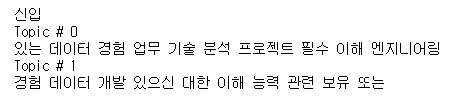 신입
Topic # 0
있는 데이터 경험 업무 기술 분석 프로젝트 필수 이해 엔지니어링
Topic # 1
경험 데이터 개발 있으신 대한 이해 능력 관련 보유 또는